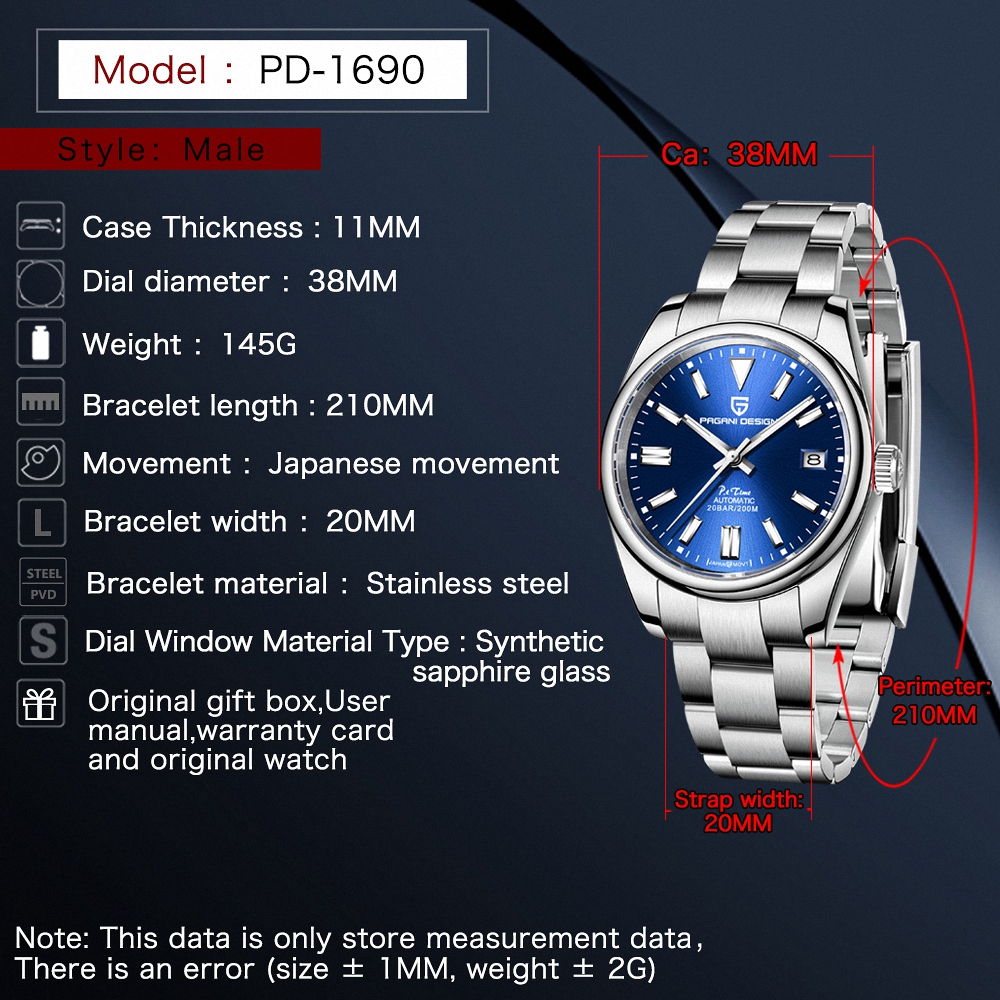 Model : PD-1690
Style: Male
Ca: 38MM
Case Thickness : 11MM
Dial diameter : 38MM
Weight : 145G
Bracelet length : 210MM
Movement : Japanese movement
L
Bracelet width : 20MM
STEEL
PVD
Bracelet material : Stainless steel
S
Dial Window Material Type : Synthetic
sapphire glass
Original gift box,User
manual,warranty card
and original watch
PAGANI DESIGN
8
P.t Time
AUTOMATIC
20BAR/200M
JAPAN MOV'T
Perimeter:
210MM
Strap width:
20MM
Note: This data is only store measurement data,
There is an error (size ± 1MM, weight ± 2G)